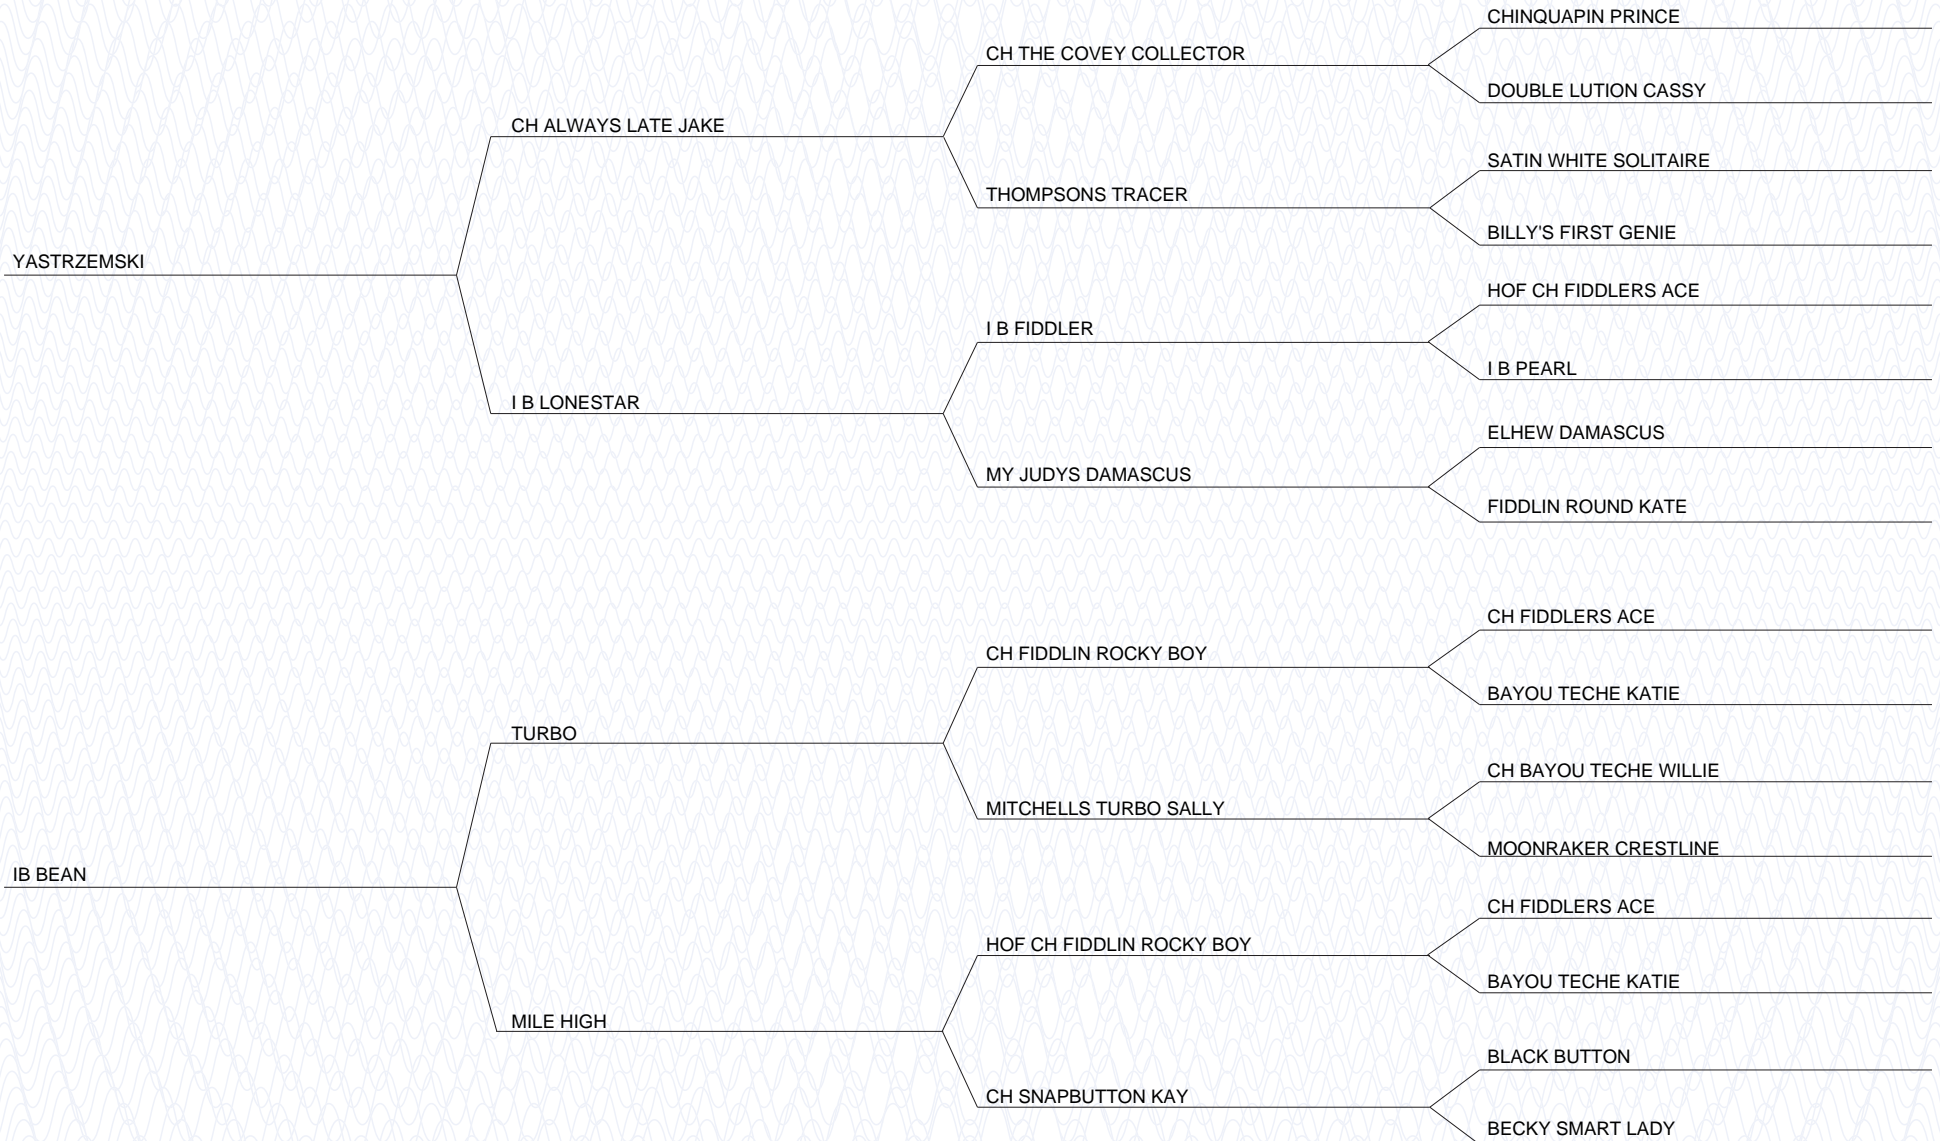 CHINQUAPIN PRINCE
CH THE COVEY COLLECTOR
DOUBLE LUTION CASSY
CH ALWAYS LATE JAKE
SATIN WHITE SOLITAIRE
THOMPSONS TRACER
BILLY'S FIRST GENIE
YASTRZEMSKI
HOF CH FIDDLERS ACE
I B FIDDLER
I B PEARL
I B LONESTAR
ELHEW DAMASCUS
MY JUDYS DAMASCUS
FIDDLIN ROUND KATE
CH FIDDLERS ACE
CH FIDDLIN ROCKY BOY
BAYOU TECHE KATIE
TURBO
CH BAYOU TECHE WILLIE
MITCHELLS TURBO SALLY
MOONRAKER CRESTLINE
IB BEAN
CH FIDDLERS ACE
HOF CH FIDDLIN ROCKY BOY
BAYOU TECHE KATIE
MILE HIGH
BLACK BUTTON
CH SNAPBUTTON KAY
BECKY SMART LADY